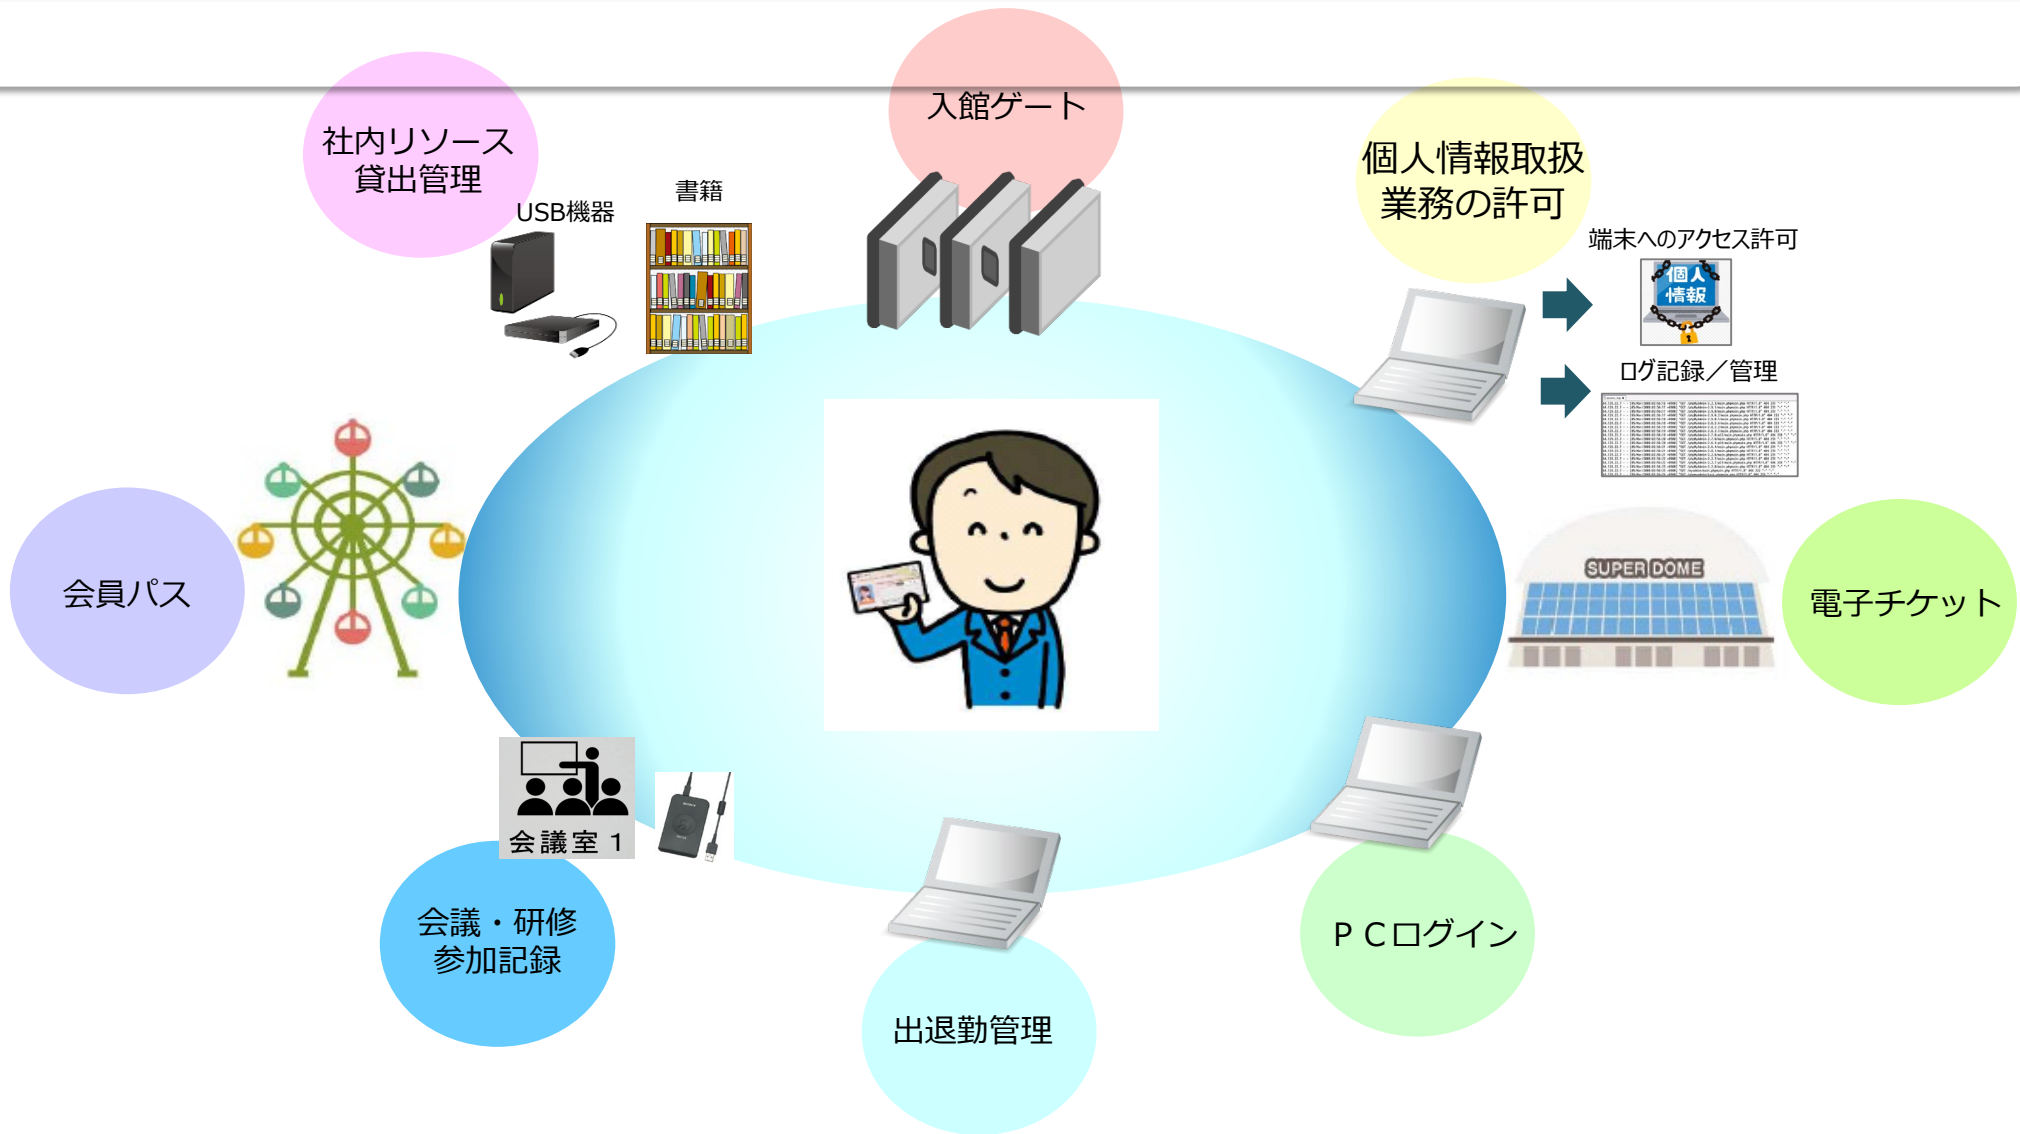 入館ゲート
社内リソース
貸出管理
USB機器
書籍
個人情報取扱
業務の許可
端末へのアクセス許可
個人
情報
ログ記録／管理
会員パス
SUPER DOME
電子チケット
会議室 1
会議・研修
参加記録
出退勤管理
ＰＣログイン